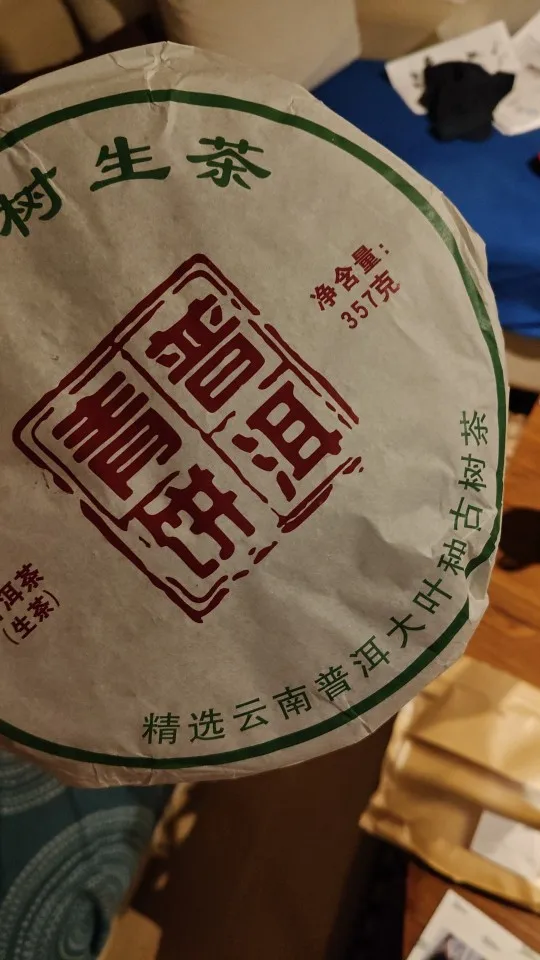 树生茶
净含量:
357克
普洱
青饼
洱茶
(生茶)
精选云南普洱大叶种古树茶